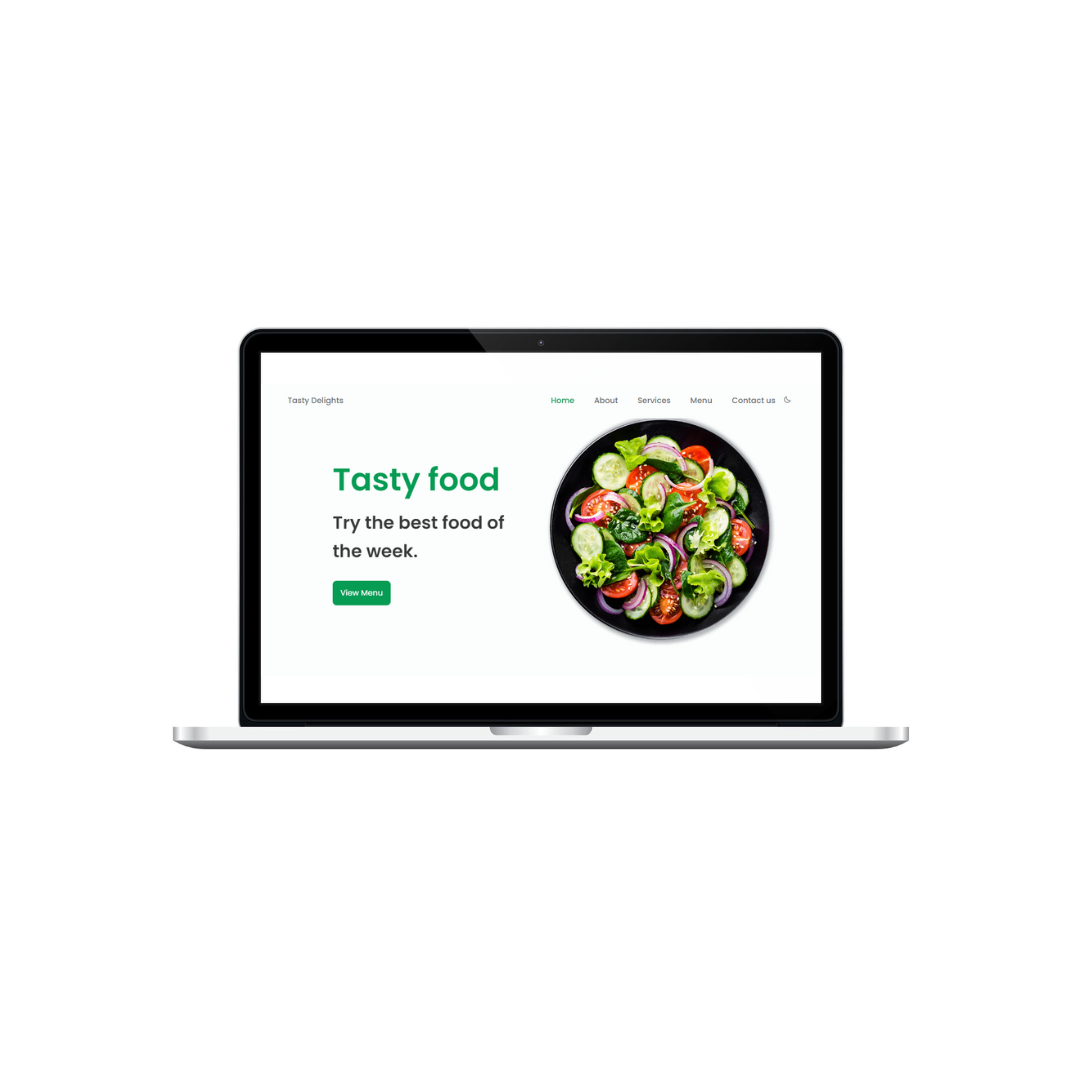 Tasty Delights
Home About Services Menu Contact us
Tasty food
Try the best food of
the week.
View Menu